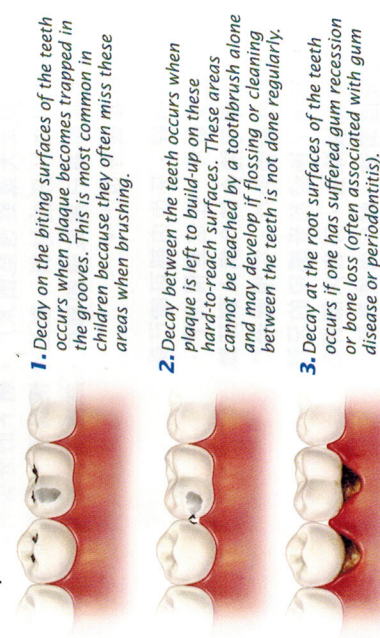 1. Decay on the biting surfaces of the teeth
occurs when plaque becomes trapped in
the grooves. This is most common in
children because they often miss these
areas when brushing.
2. Decay between the teeth occurs when
plaque is left to build-up on these
hard-to-reach surfaces. These areas
cannot be reached by a toothbrush alone
and may develop if flossing or cleaning
between the teeth is not done regularly.
3. Decay at the root surfaces of the teeth
occurs if one has suffered gum recession
or bone loss (often associated with gum
disease or periodontitis).